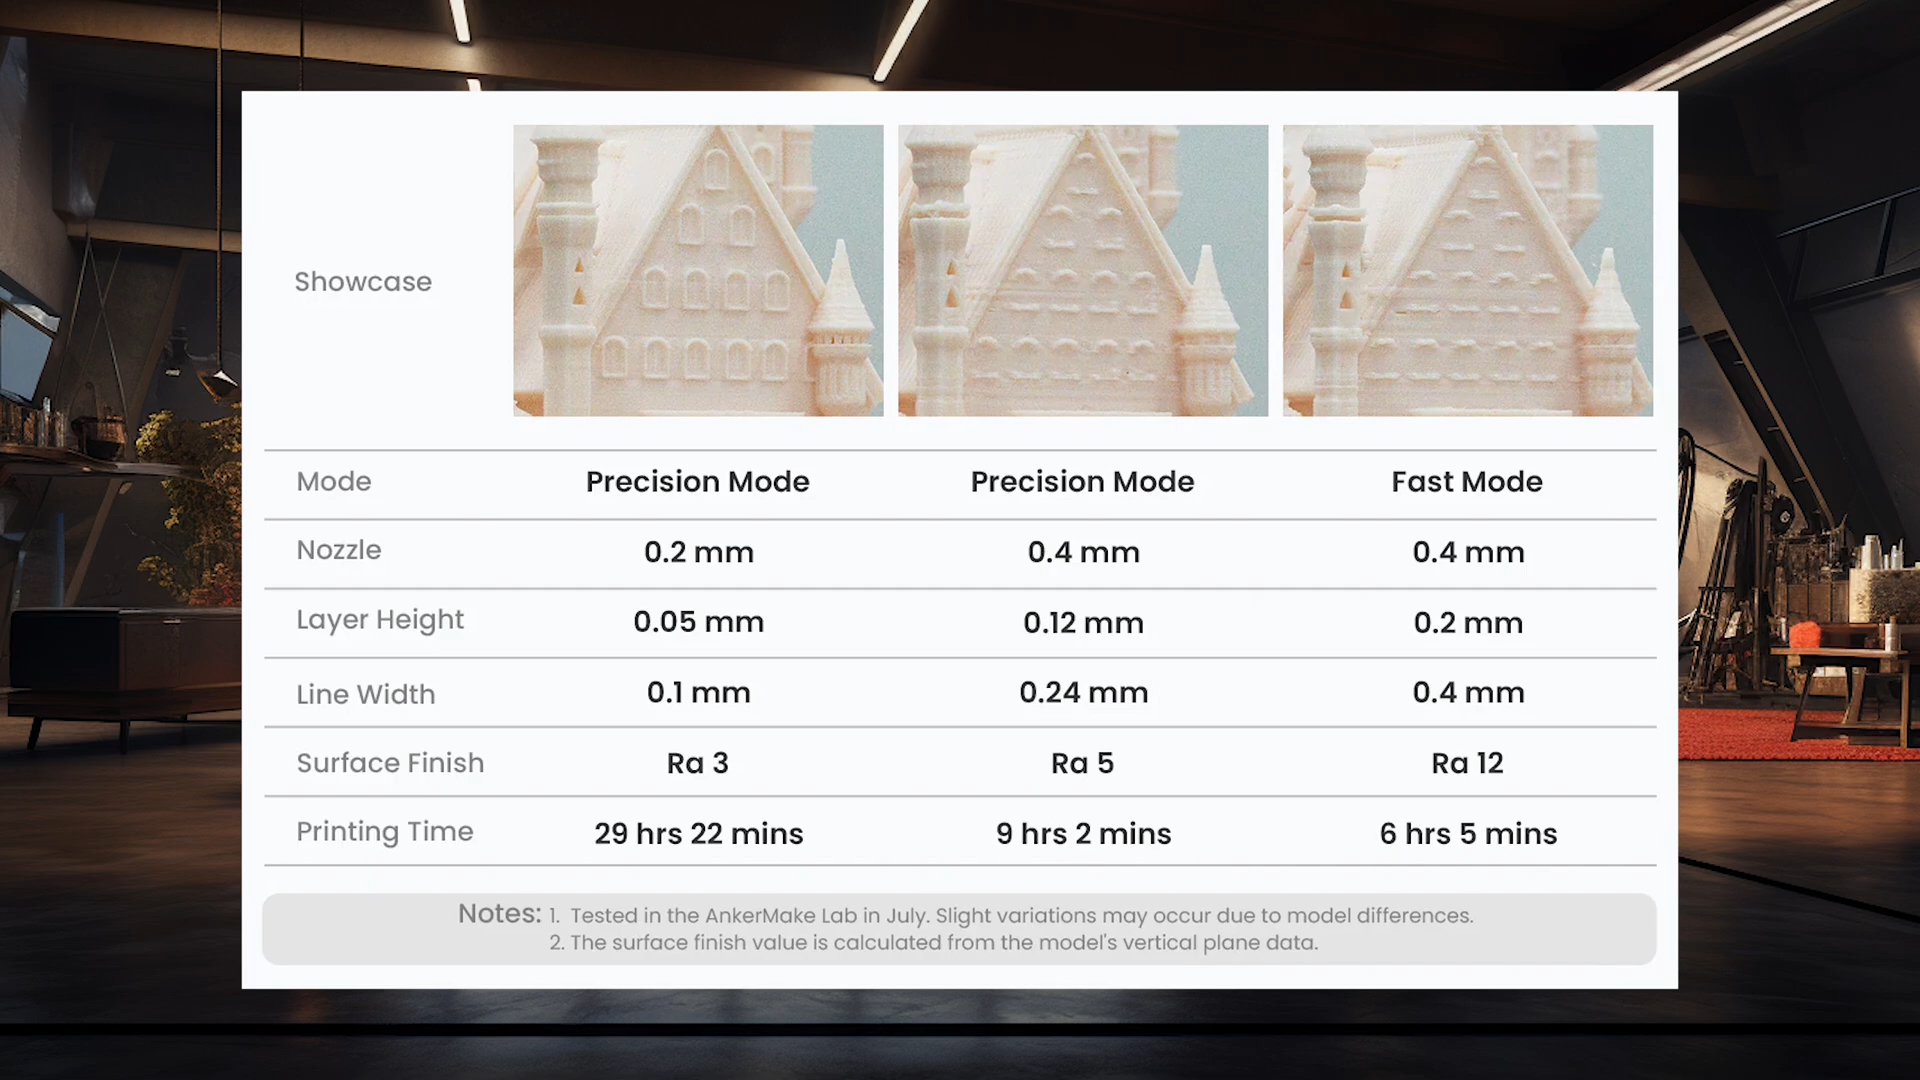 Showcase
Mode Precision Mode Precision Mode Fast Mode
Nozzle 0.2 mm 0.4 mm 0.4 mm
Layer Height 0.05 mm 0.12 mm 0.2 mm
Line Width 0.1 mm 0.24 mm 0.4 mm
Surface Finish Ra 3 Ra 5 Ra 12
Printing Time 29 hrs 22 mins 9 hrs 2 mins 6 hrs 5 mins
Notes: 1. Tested in the AnkerMake Lab in July. Slight variations may occur due to model differences.
2. The surface finish value is calculated from the model's vertical plane data.